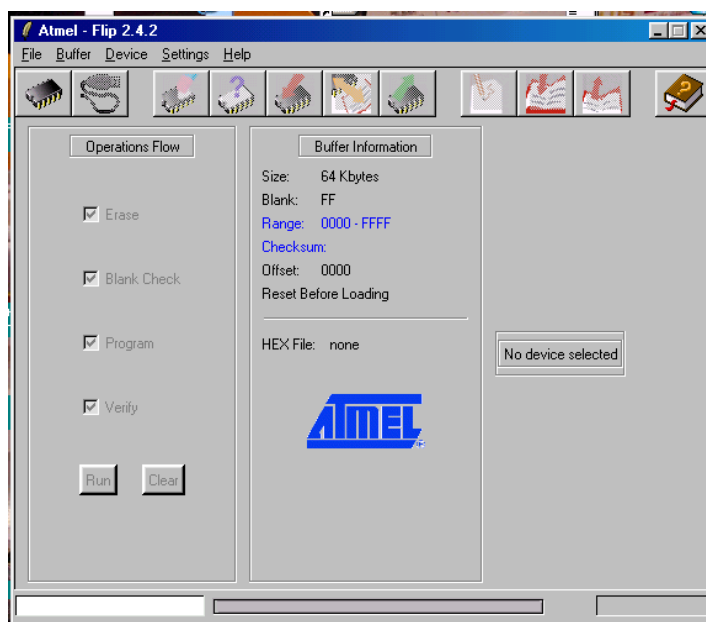 Atmel - Flip 2.4.2
File Buffer Device Settings Help
Operations Flow
Erase
Blank Check
Program
Verify
Run Clear
Buffer Information
Size: 64 Kbytes
Blank: FF
Range: 0000 - FFFF
Checksum:
Offset: 0000
Reset Before Loading
HEX File: none
ATMEL
®
No device selected